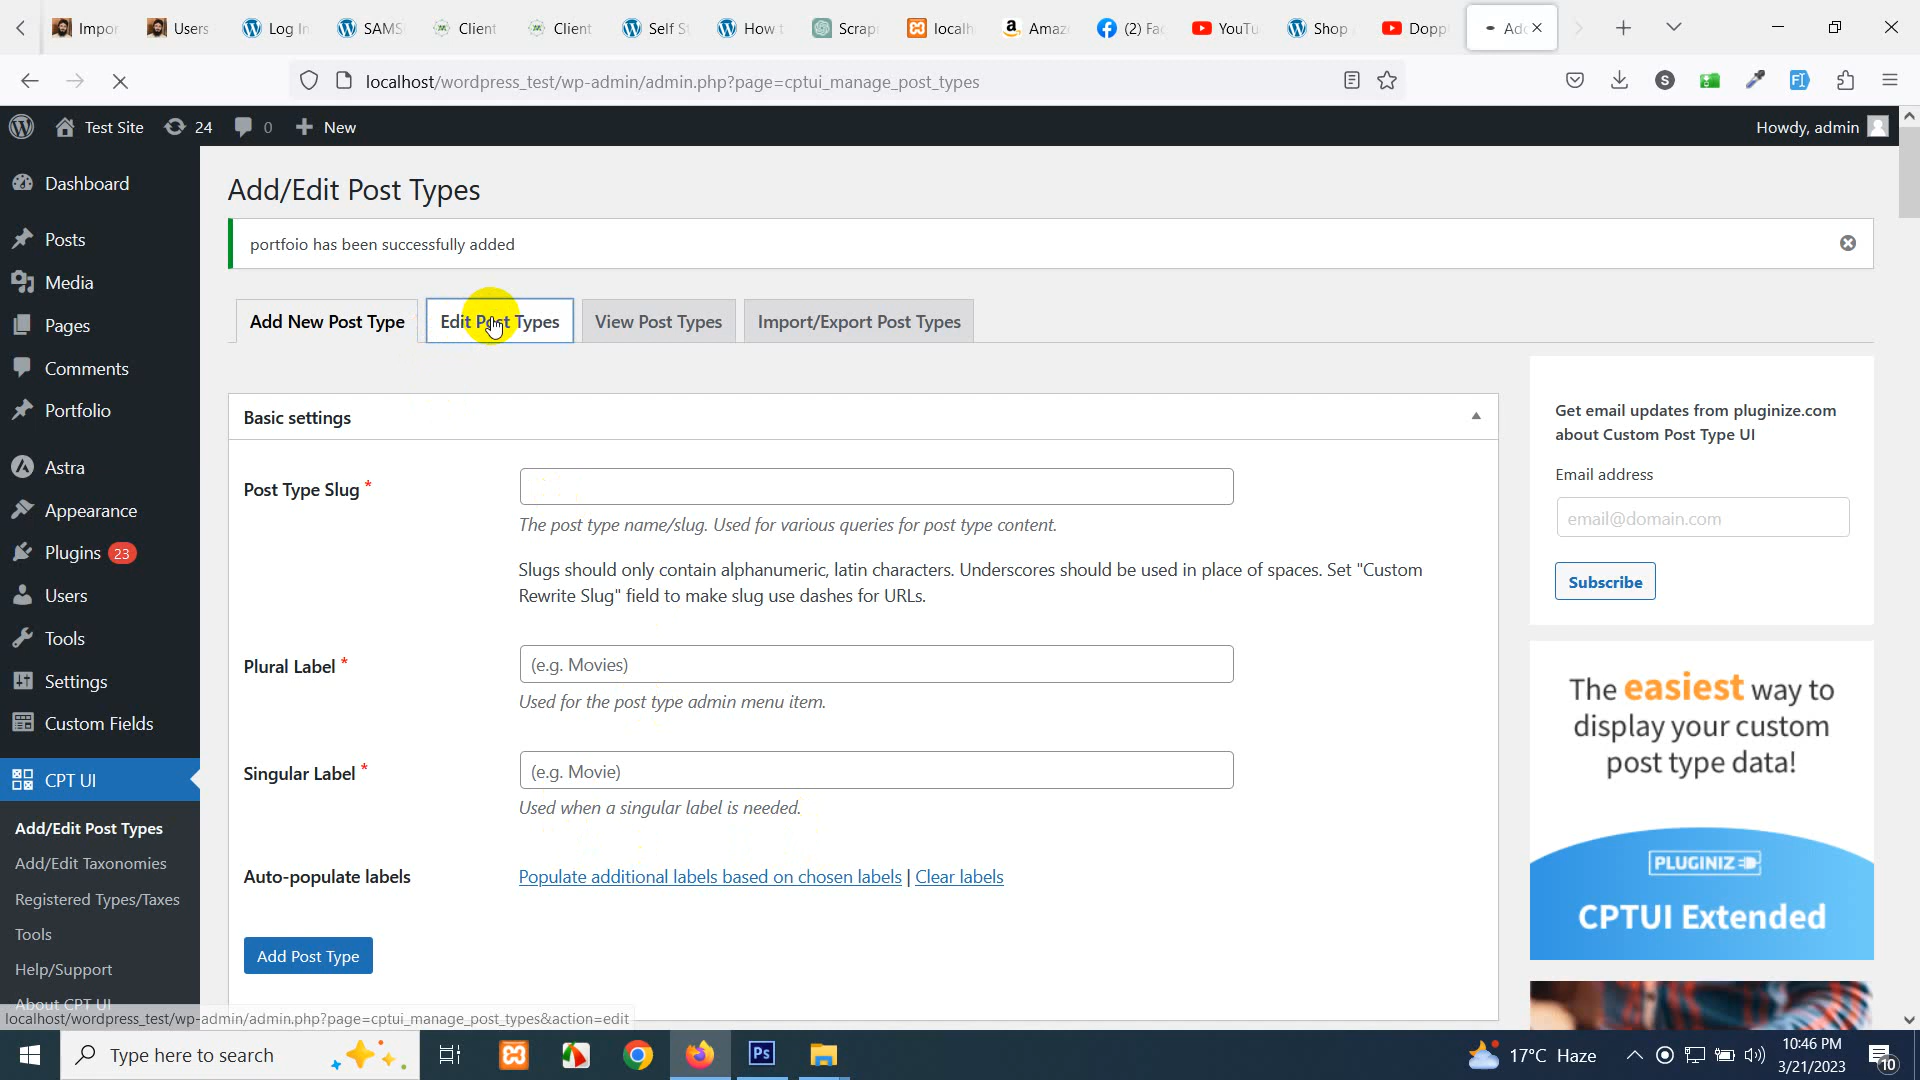 Impor
Users
Log In
SAMS
Client
Client
Self S
How t
Scrap
localh
Amaz
(2) Fa
YouTu
Shop
Dopp
Ad
localhost/wordpress_test/wp-admin/admin.php?page=cptui_manage_post_types
Test Site
24
0
New
Howdy, admin
Dashboard
Posts
Media
Pages
Comments
Portfolio
Astra
Appearance
Plugins 23
Users
Tools
Settings
Custom Fields
CPT UI
Add/Edit Post Types
Add/Edit Taxonomies
Registered Types/Taxes
Tools
Help/Support
About CPT UI
Add/Edit Post Types
portfoio has been successfully added
Add New Post Type
Edit Post Types
View Post Types
Import/Export Post Types
Basic settings
Post Type Slug *
The post type name/slug. Used for various queries for post type content.
Slugs should only contain alphanumeric, latin characters. Underscores should be used in place of spaces. Set "Custom
Rewrite Slug" field to make slug use dashes for URLs.
Plural Label *
(e.g. Movies)
Used for the post type admin menu item.
Singular Label *
(e.g. Movie)
Used when a singular label is needed.
Auto-populate labels
Populate additional labels based on chosen labels | Clear labels
Add Post Type
Get email updates from pluginize.com
about Custom Post Type UI
Email address
email@domain.com
Subscribe
The easiest way to
display your custom
post type data!
PLUGINIZ
CPTUI Extended
localhost/wordpress_test/wp-admin/admin.php?page=cptui_manage_post_types&action=edit
Type here to search
Ps
17°C Haze
10:46 PM
3/21/2023
10